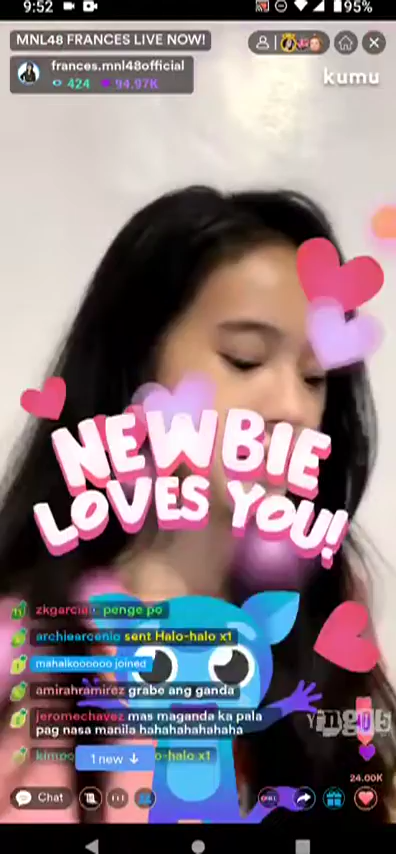 9:52
95%
MNL48 FRANCES LIVE NOW!
frances.mnl48official
424 94.97K
kumu
NEWBIE
LOVES YOU!
zkgarcia penge po
archiearcenio sent Halo-halo x1
mahalkoooooo joined
amirahramirez grabe ang ganda
jeromechavez mas maganda ka pala
pag nasa manila hahahahahaha
o-halo x1
1 new ↓
24.00K
Chat